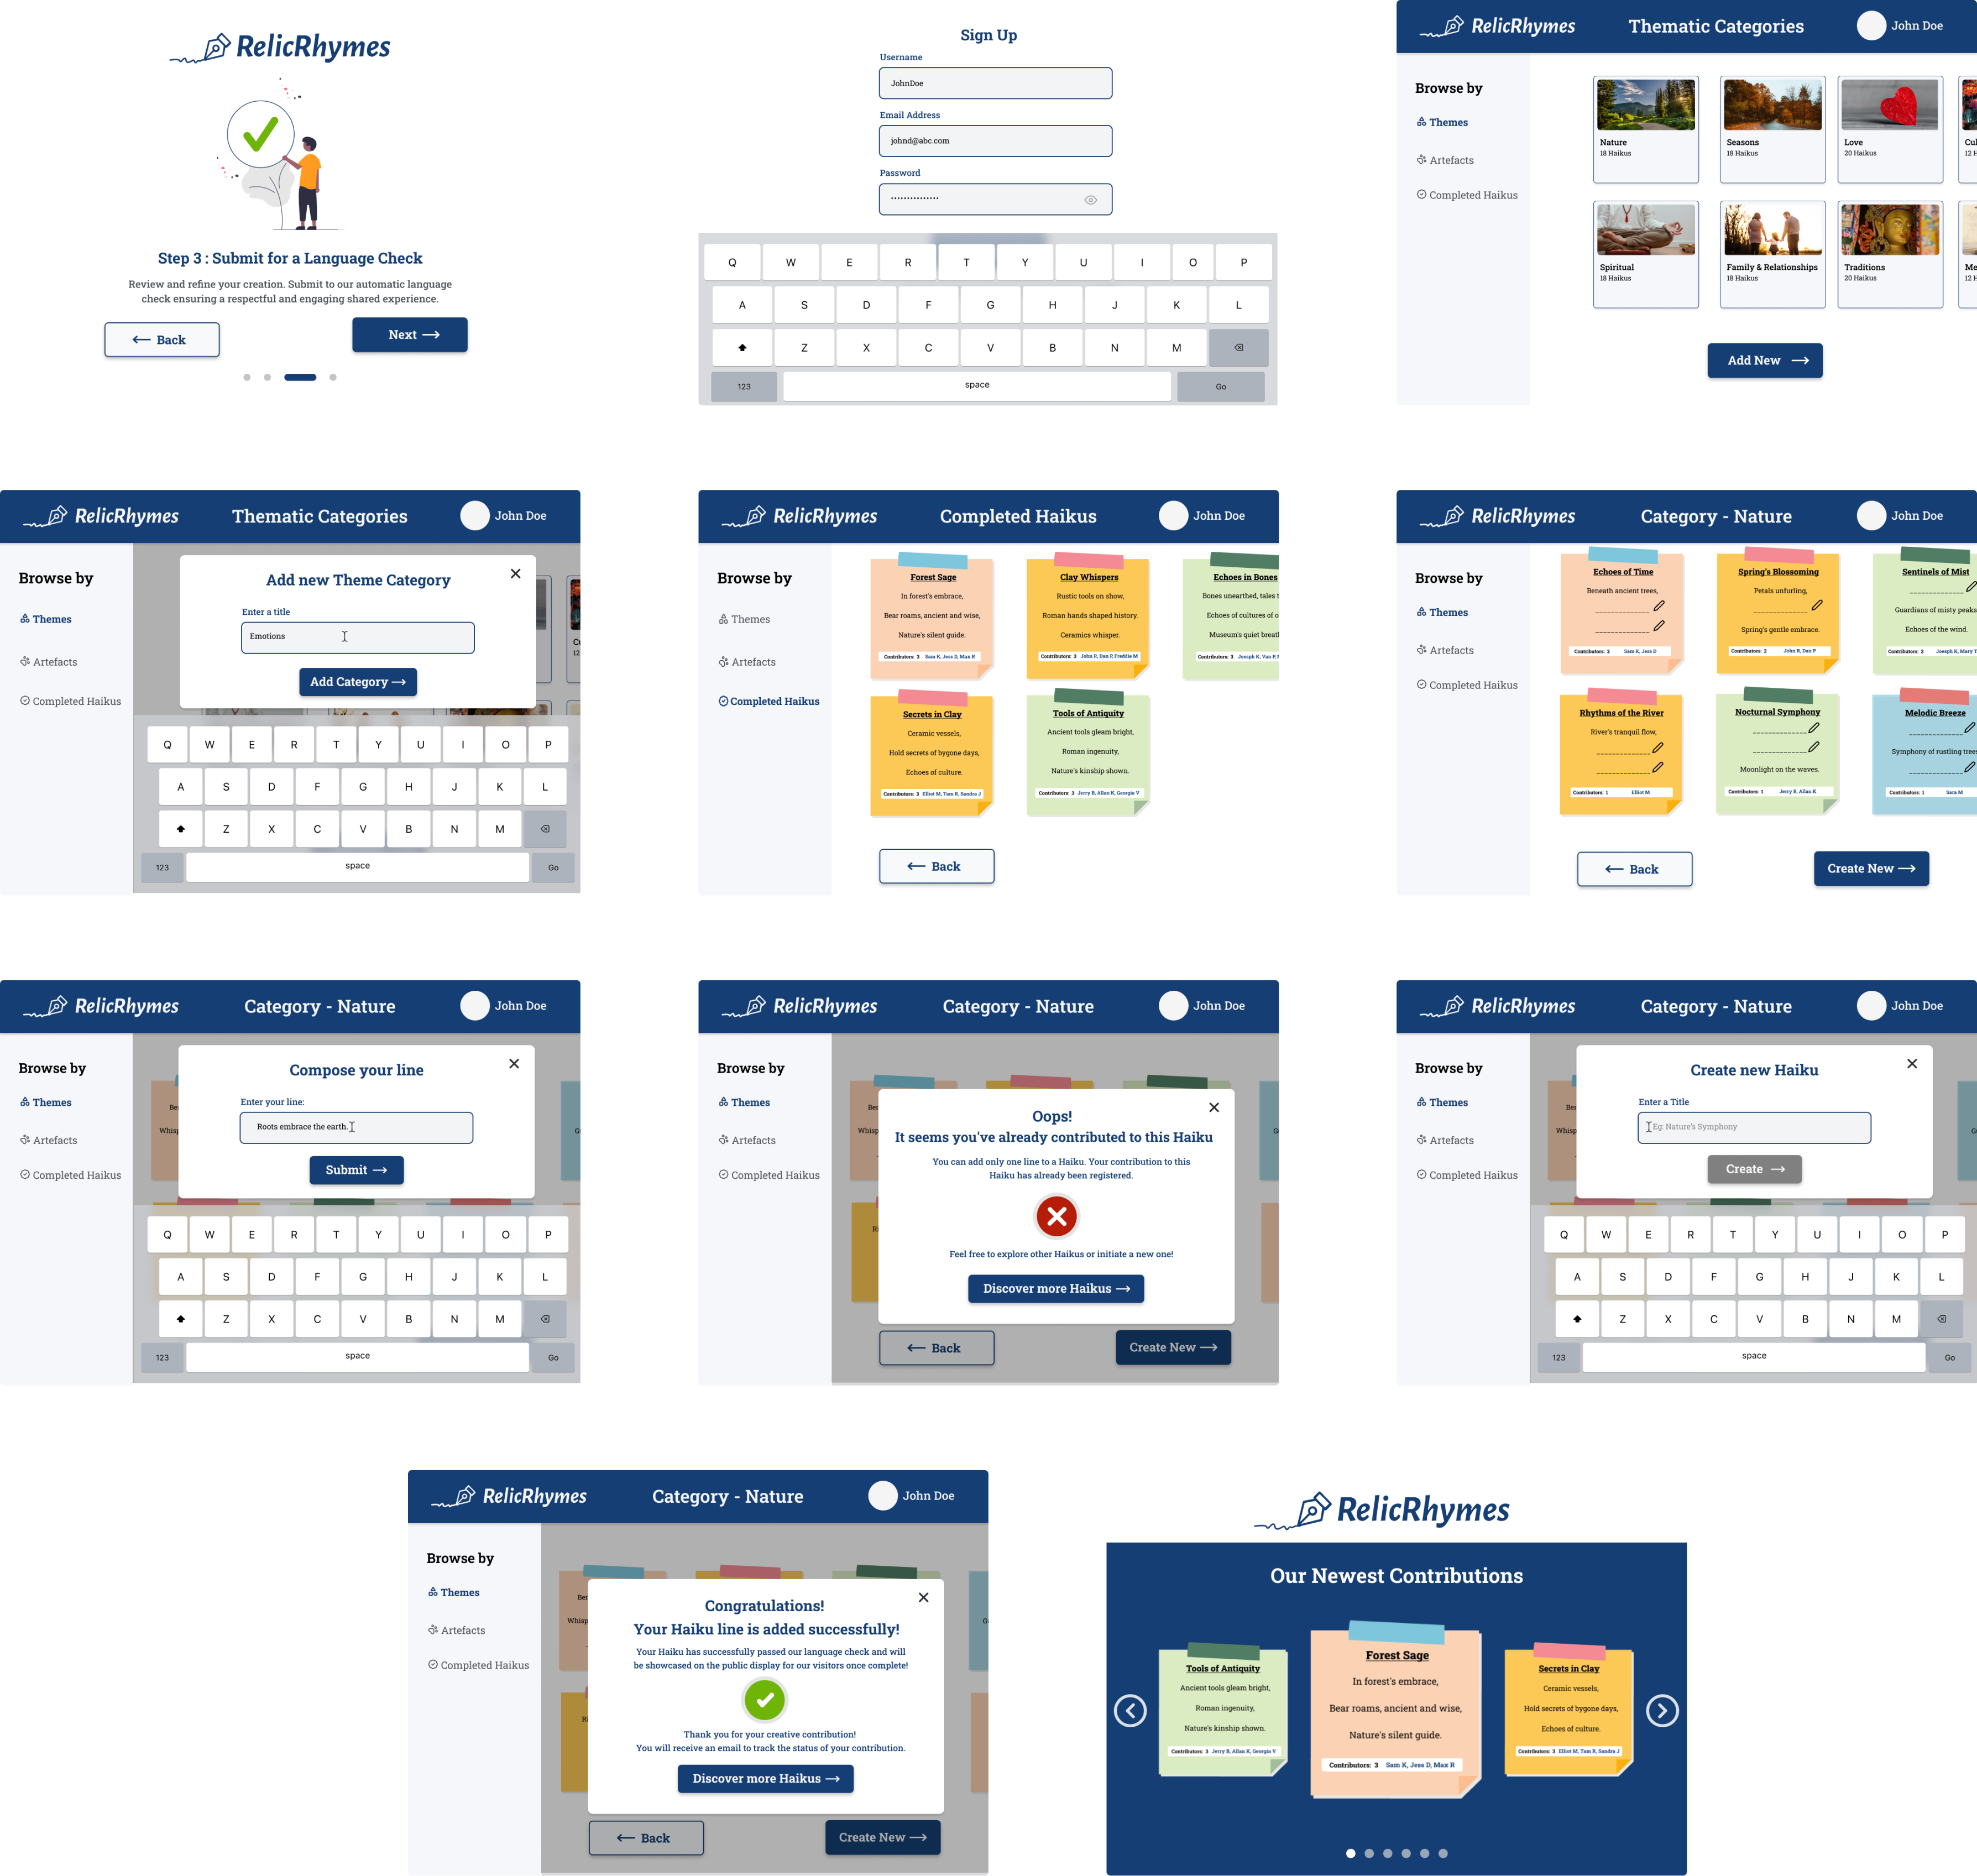 RelicRhymes
Step 3 : Submit for a Language Check
Review and refine your creation. Submit to our automatic language
check ensuring a respectful and engaging shared experience.
Back
Next
Sign Up
Username
JohnDoe
Email Address
johnd@abc.com
Password
Q W E R T Y U I O P
A S D F G H J K L
Z X C V B N M
123 space Go
RelicRhymes
Thematic Categories
John Doe
Browse by
Themes
Artefacts
Completed Haikus
Nature
18 Haikus
Seasons
18 Haikus
Love
20 Haikus
Cul
12 H
Spiritual
18 Haikus
Family & Relationships
18 Haikus
Traditions
20 Haikus
Me
12 H
Add New
RelicRhymes
Thematic Categories
John Doe
Browse by
Themes
Artefacts
Completed Haikus
Add new Theme Category
Enter a title
Emotions
Add Category
C
12
Q W E R T Y U I O P
A S D F G H J K L
Z X C V B N M
123 space Go
RelicRhymes
Completed Haikus
John Doe
Browse by
Themes
Artefacts
Completed Haikus
Forest Sage
In forest's embrace,
Bear roams, ancient and wise,
Nature's silent guide.
Contributors: 3 Sam K, Jess D, Max R
Clay Whispers
Rustic tools on show,
Roman hands shaped history.
Ceramics whisper.
Contributors: 3 John R, Dan P, Freddie M
Echoes in Bones
Bones unearthed, tales t
Echoes of cultures of o
Museum's quiet breat
Contributors: 3 Joesph K, Van P,
Secrets in Clay
Ceramic vessels,
Hold secrets of bygone days,
Echoes of culture.
Contributors: 3 Elliot M, Tam R, Sandra J
Tools of Antiquity
Ancient tools gleam bright,
Roman ingenuity,
Nature's kinship shown.
Contributors: 3 Jerry B, Allan K, Georgia V
Back
RelicRhymes
Category - Nature
John Doe
Browse by
Themes
Artefacts
Completed Haikus
Echoes of Time
Beneath ancient trees,
Contributors: 2 Sam K, Jess D
Spring's Blossoming
Petals unfurling,
Spring's gentle embrace.
Contributors: 2 John R, Dan P
Sentinels of Mist
Guardians of misty peaks
Echoes of the wind.
Contributors: 2 Joesph K, Mary T
Rhythms of the River
River's tranquil flow,
Contributors: 1 Elliot M
Nocturnal Symphony
Moonlight on the waves.
Contributors: 1 Jerry B, Allan K
Melodic Breeze
Symphony of rustling trees
Contributors: 1 Sara M
Back
Create New
RelicRhymes
Category - Nature
John Doe
Browse by
Themes
Artefacts
Completed Haikus
Ber
Whisp
G
Compose your line
Enter your line:
Roots embrace the earth.
Submit
Q W E R T Y U I O P
A S D F G H J K L
Z X C V B N M
123 space Go
RelicRhymes
Category - Nature
John Doe
Browse by
Themes
Artefacts
Completed Haikus
Ber
Whisp
Ri
G
Oops!
It seems you've already contributed to this Haiku
You can add only one line to a Haiku. Your contribution to this
Haiku has already been registered.
Feel free to explore other Haikus or initiate a new one!
Discover more Haikus
Back
Create New
RelicRhymes
Category - Nature
John Doe
Browse by
Themes
Artefacts
Completed Haikus
Ber
Whisp
G
Create new Haiku
Enter a Title
Eg: Nature's Symphony
Create
Q W E R T Y U I O P
A S D F G H J K L
Z X C V B N M
123 space Go
RelicRhymes
Category - Nature
John Doe
Browse by
Themes
Artefacts
Completed Haikus
Ber
Whisp
Ri
G
Congratulations!
Your Haiku line is added successfully!
Your Haiku has successfully passed our language check and will
be showcased on the public display for our visitors once complete!
Thank you for your creative contribution!
You will receive an email to track the status of your contribution.
Discover more Haikus
Back
Create New
RelicRhymes
Our Newest Contributions
Tools of Antiquity
Ancient tools gleam bright,
Roman ingenuity,
Nature's kinship shown.
Contributors: 3 Jerry B, Allan K, Georgia V
Forest Sage
In forest's embrace,
Bear roams, ancient and wise,
Nature's silent guide.
Contributors: 3 Sam K, Jess D, Max R
Secrets in Clay
Ceramic vessels,
Hold secrets of bygone days,
Echoes of culture.
Contributors: 3 Elliot M, Tam R, Sandra J